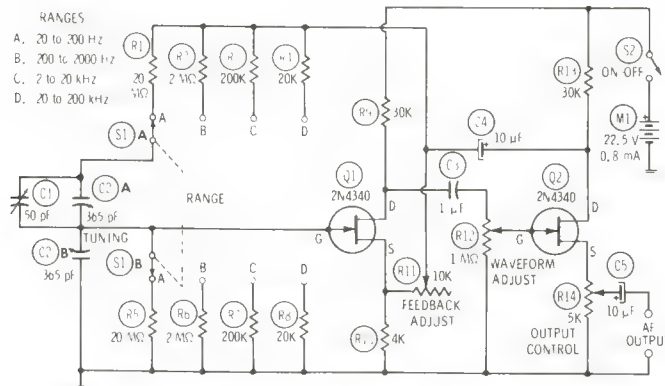 RANGES
A. 20 to 200 Hz
B. 200 to 2000 Hz
C. 2 to 20 kHz
D. 20 to 200 kHz
R1
20
MΩ
2 MΩ
200K
20K
A
B
C
D
S1
A
C1
50 pF
C2
A
365 pF
RANGE
TUNING
C2
B
365 pF
S1
B
A
B
C
D
R5
20 MΩ
R6
2 MΩ
200K
R8
20K
R9
30K
Q1
2N4340
D
G
S
R11
10K
FEEDBACK
ADJUST
4K
C4
10 µF
C3
1 µF
R12
1 MΩ
WAVEFORM
ADJUST
R13
30K
Q2
2N4340
D
G
S
R14
5K
OUTPUT
CONTROL
C5
10 µF
AF
OUTPUT
S2
ON OFF
M1
22.5 V
0.8 mA